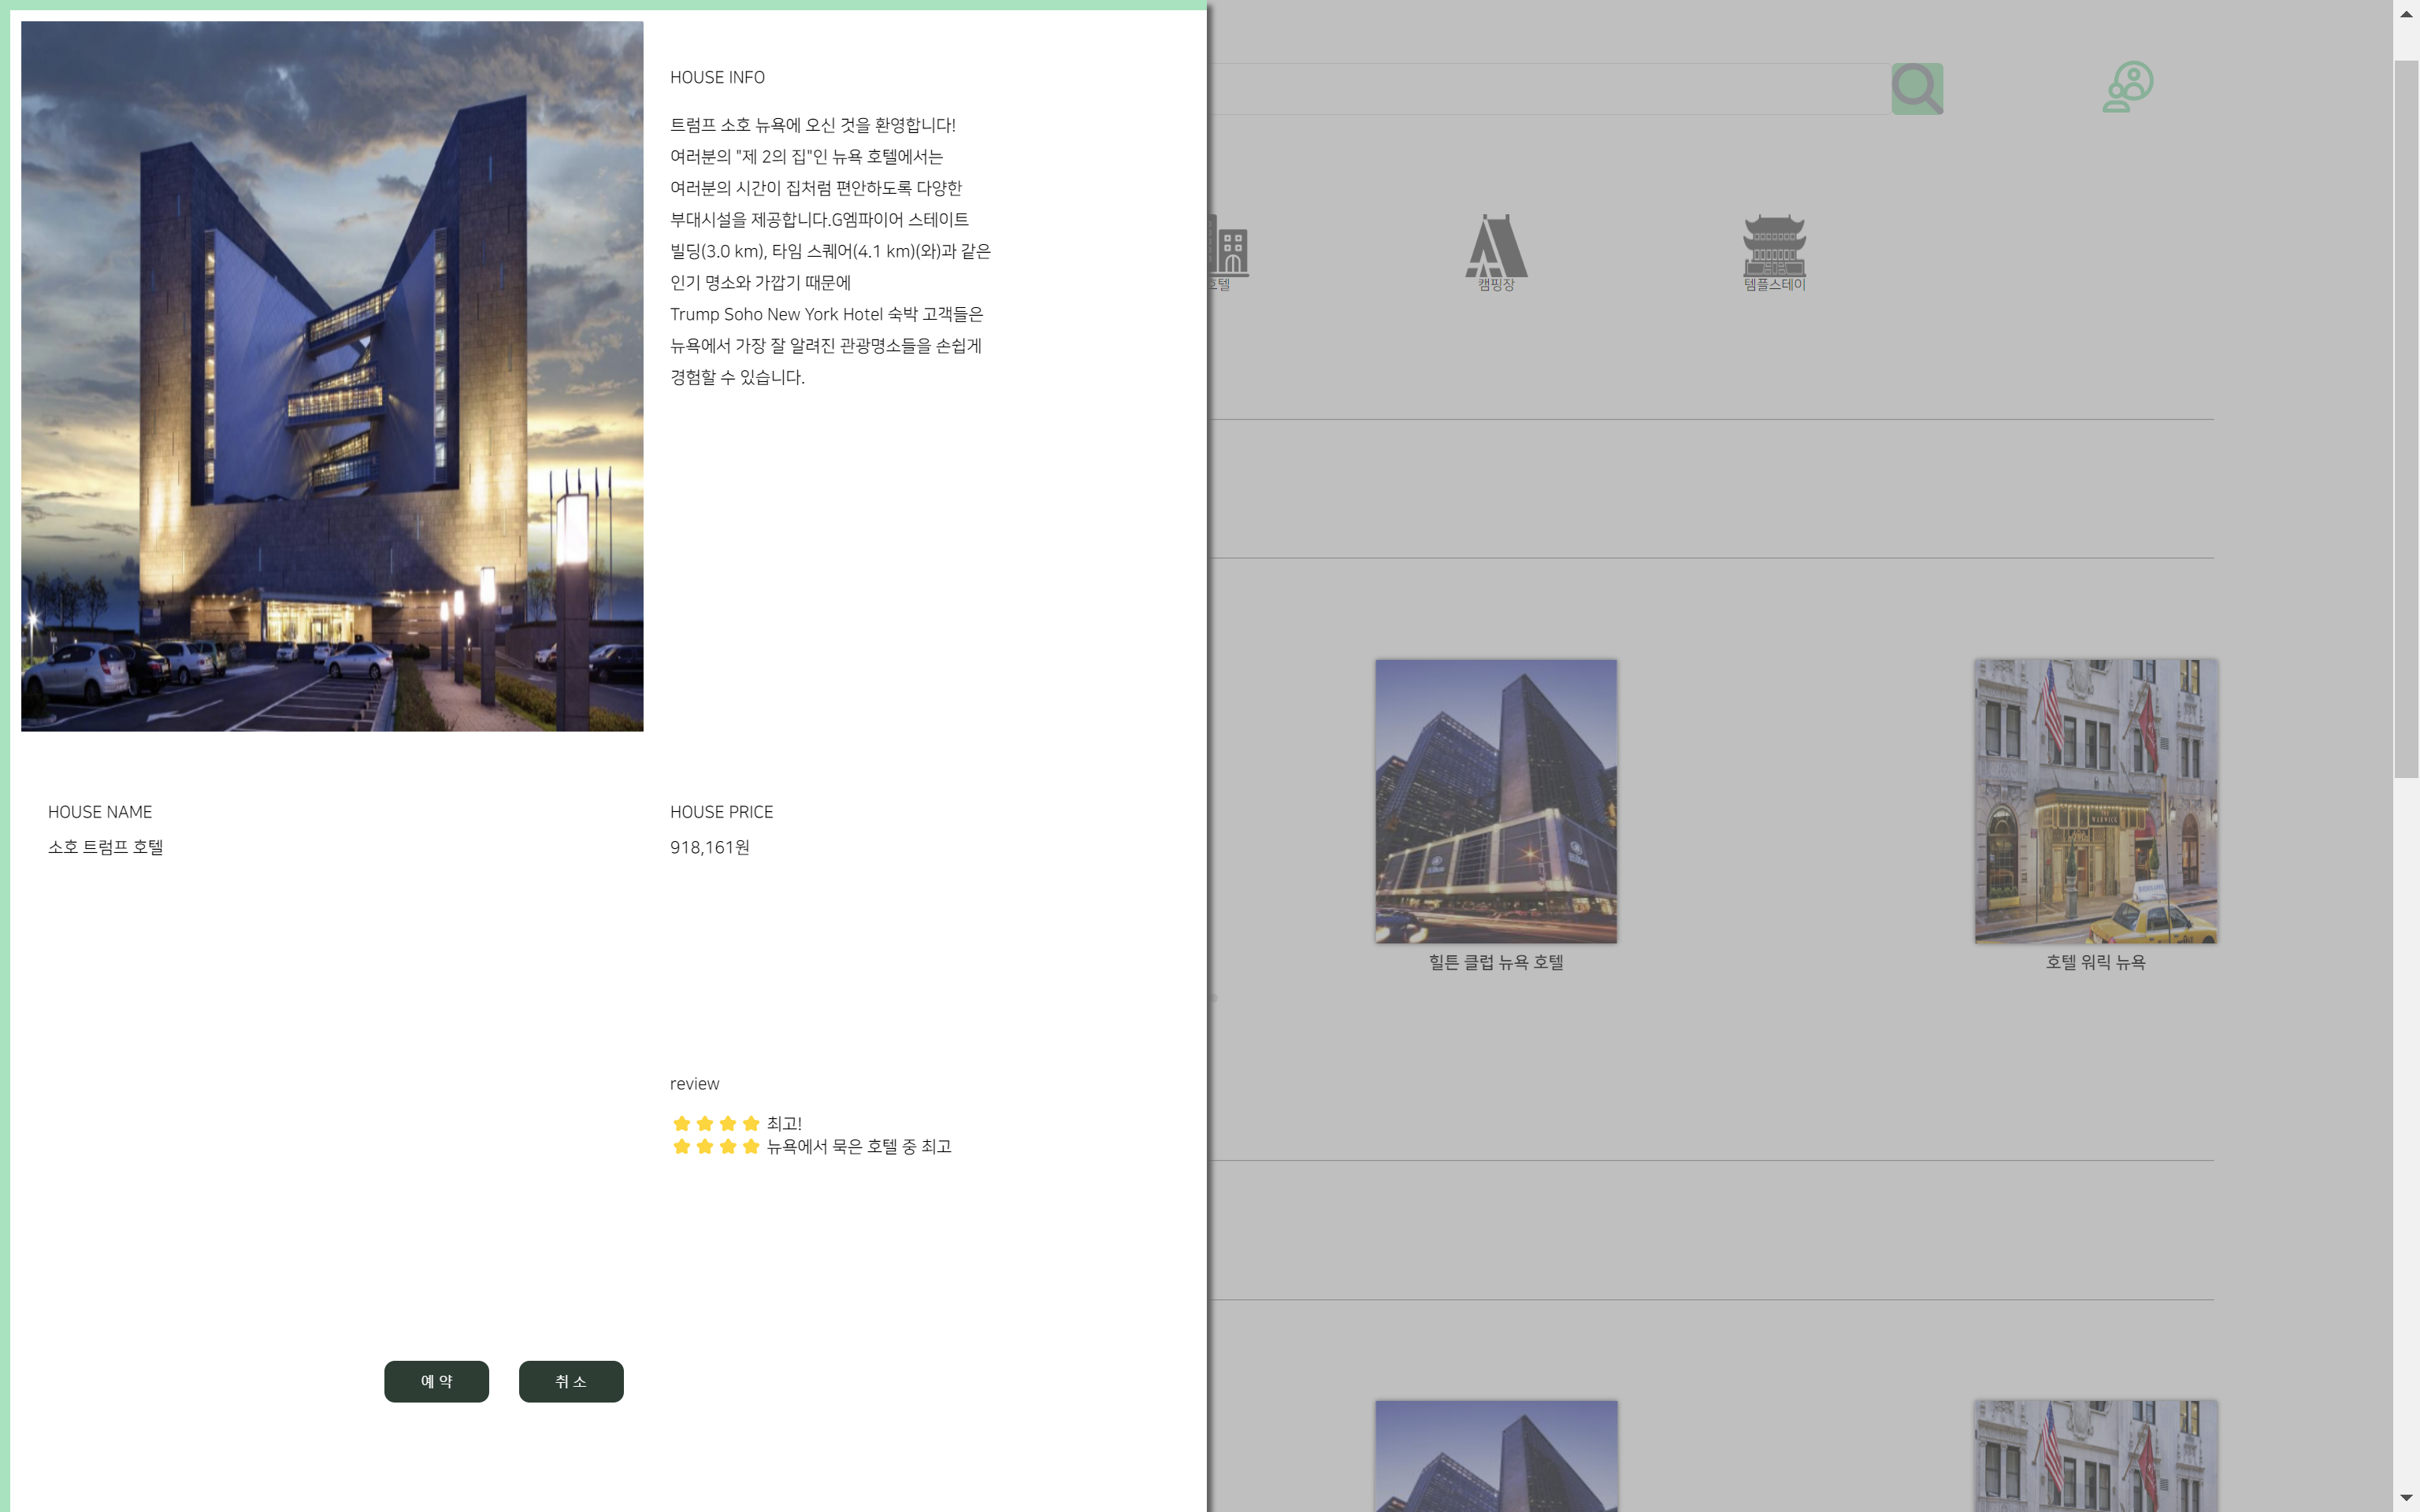 HOUSE INFO
트럼프 소호 뉴욕에 오신 것을 환영합니다!
여러분의 "제 2의 집"인 뉴욕 호텔에서는
여러분의 시간이 집처럼 편안하도록 다양한
부대시설을 제공합니다.G엠파이어 스테이트
빌딩(3.0 km), 타임 스퀘어(4.1 km)(와)과 같은
인기 명소와 가깝기 때문에
Trump Soho New York Hotel 숙박 고객들은
뉴욕에서 가장 잘 알려진 관광명소들을 손쉽게
경험할 수 있습니다.
HOUSE NAME
소호 트럼프 호텔
HOUSE PRICE
918,161원
review
최고!
뉴욕에서 묵은 호텔 중 최고
예 약
취 소
호텔
캠핑장
템플스테이
Hilton
WARWICK
힐튼 클럽 뉴욕 호텔
호텔 워릭 뉴욕